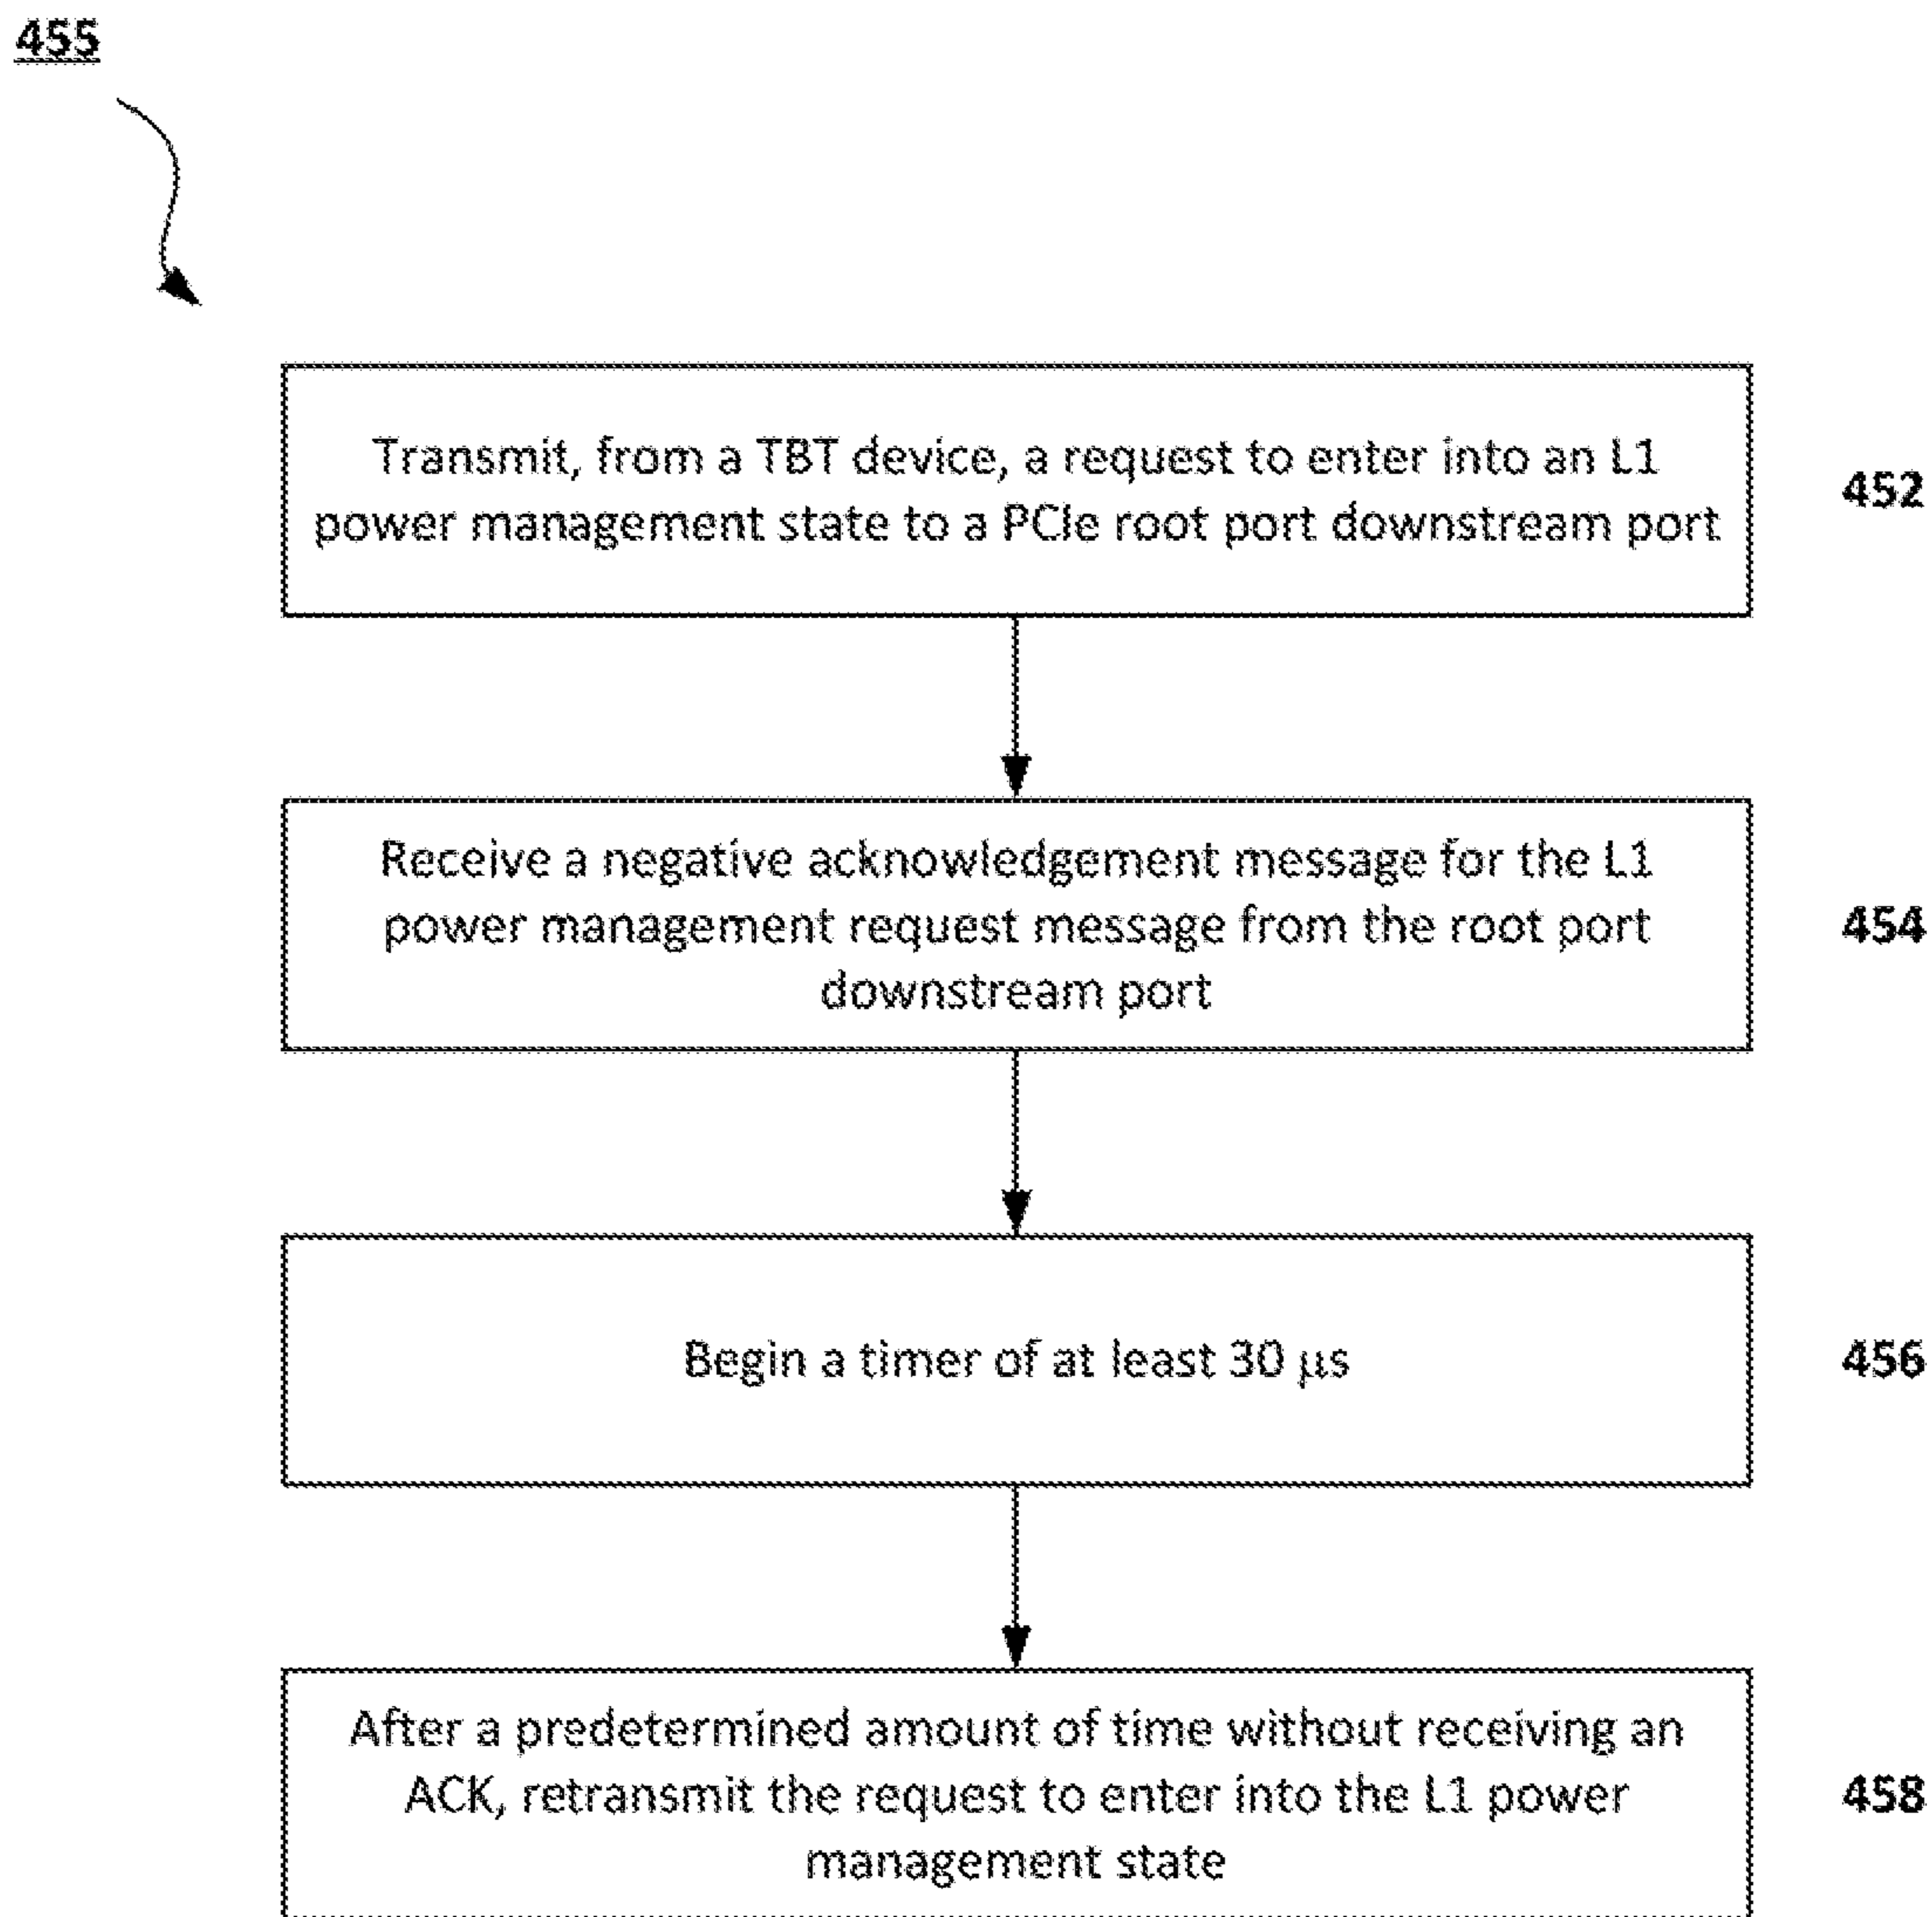 455
Transmit, from a TBT device, a request to enter into an L1
power management state to a PCIe root port downstream port
452
Receive a negative acknowledgement message for the L1
power management request message from the root port
downstream port
454
Begin a timer of at least 30 μs
456
After a predetermined amount of time without receiving an
ACK, retransmit the request to enter into the L1 power
management state
458